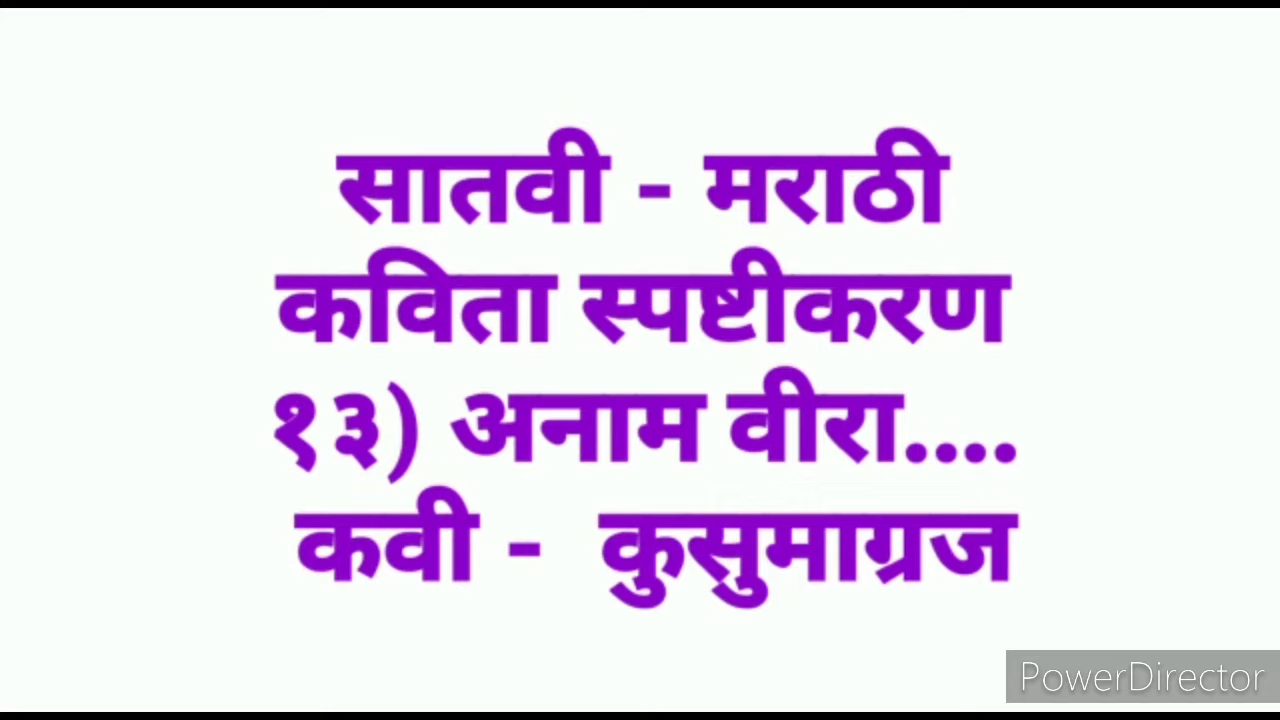 सातवी - मराठी
कविता स्पष्टीकरण
१३) अनाम वीरा....
कवी - कुसुमाग्रज
PowerDirector